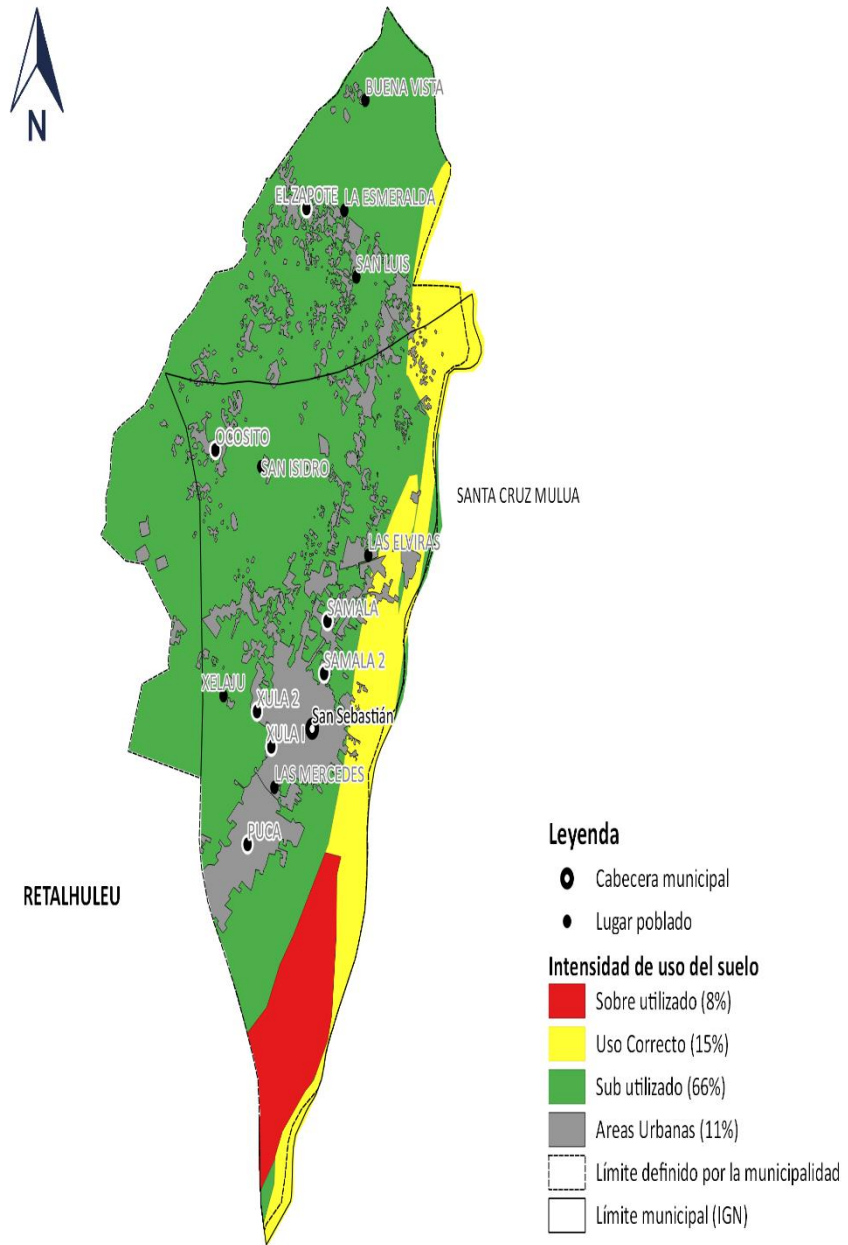 N
BUENA VISTA
EL ZAPOTE
LA ESMERALDA
SAN LUIS
OCOSITO
SAN ISIDRO
SANTA CRUZ MULUA
LAS ELVIRAS
SAMALA
SAMALA 2
XELAJU
XULA 2
San Sebastián
XULA I
LAS MERCEDES
PUCA
RETALHULEU
Leyenda
Cabecera municipal
Lugar poblado
Intensidad de uso del suelo
Sobre utilizado (8%)
Uso Correcto (15%)
Sub utilizado (66%)
Areas Urbanas (11%)
Límite definido por la municipalidad
Límite municipal (IGN)